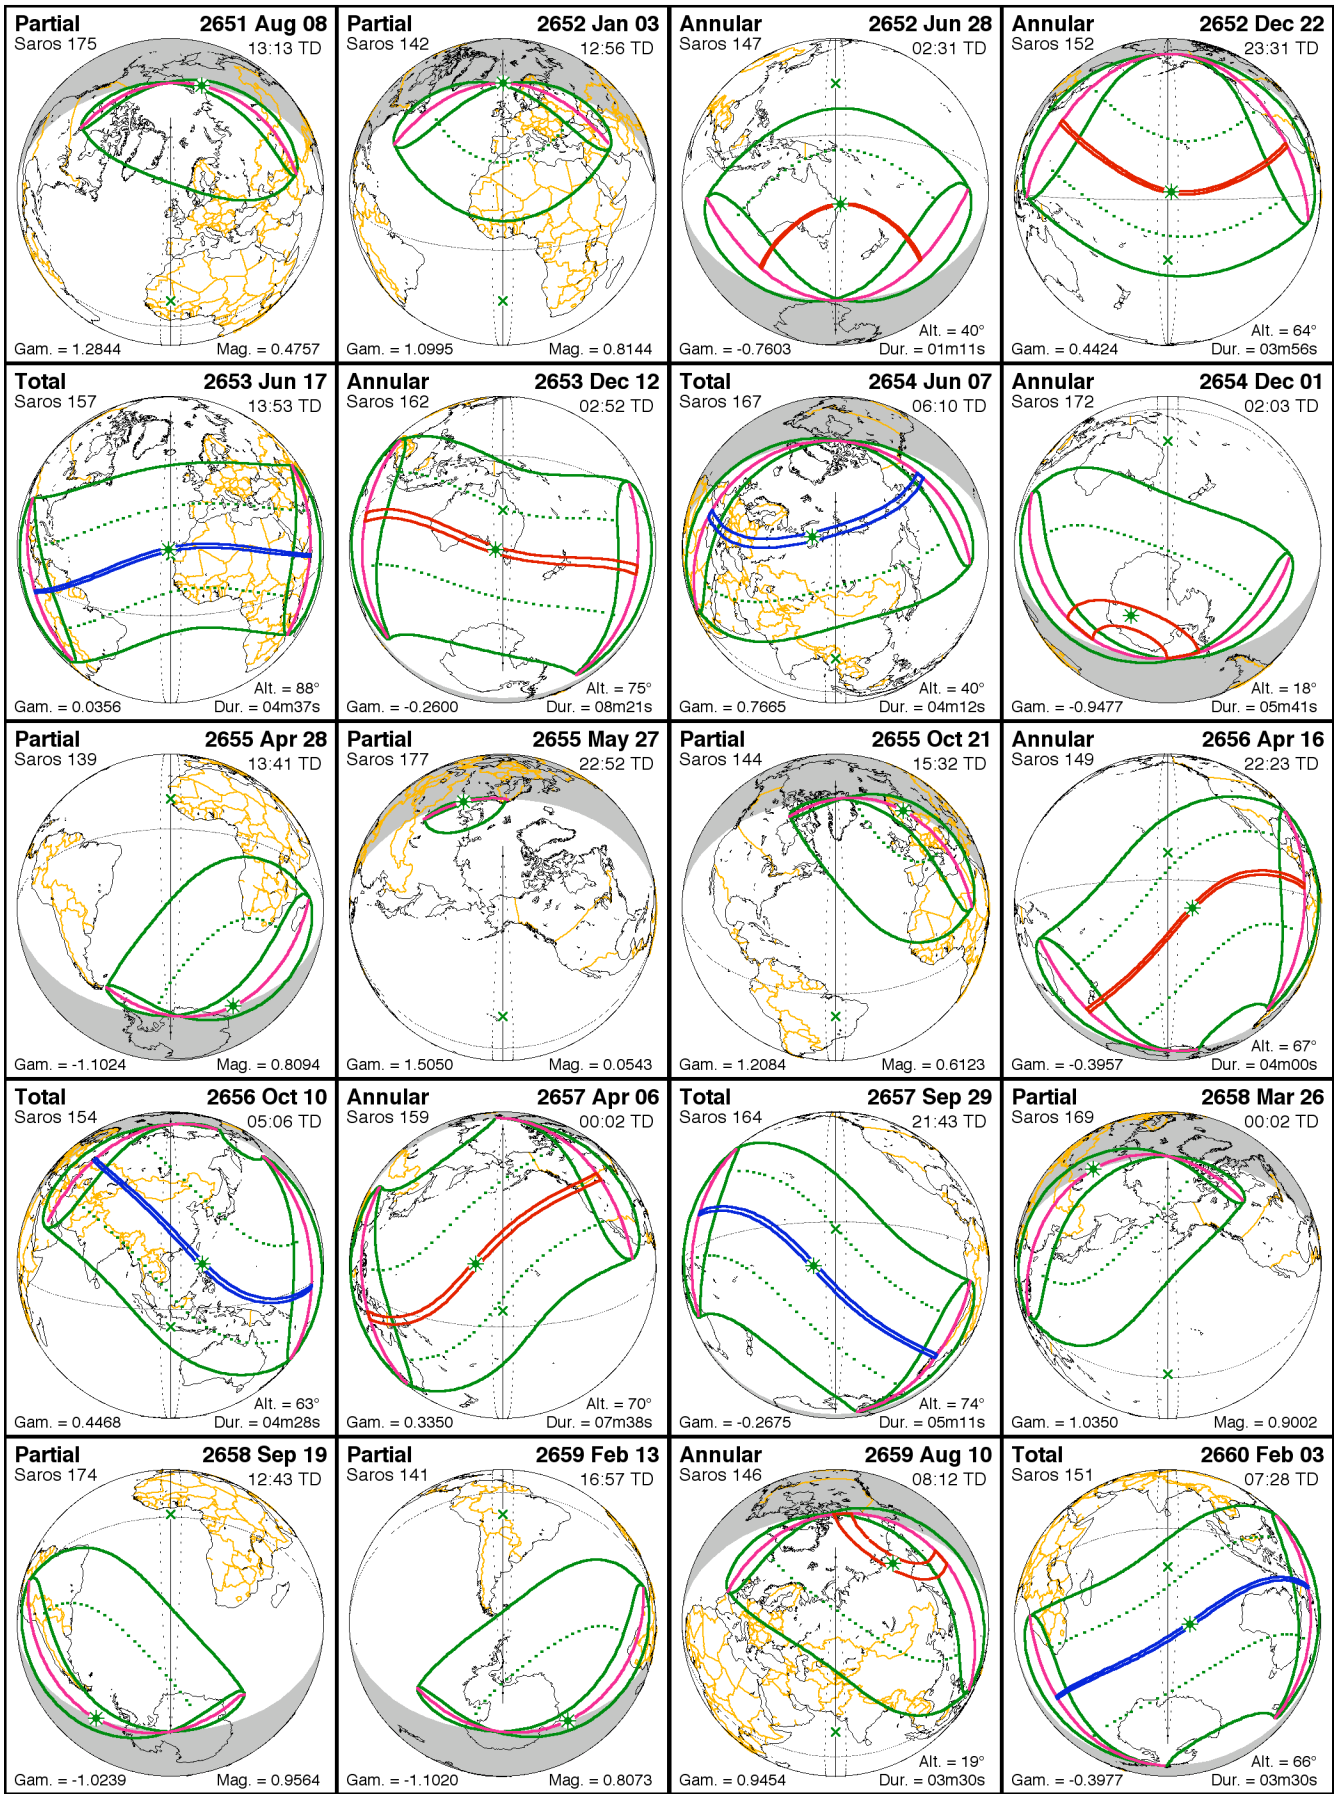 Partial 2651 Aug 08
Saros 175 13:13 TD
Gam. = 1.2844 Mag. = 0.4757
Partial 2652 Jan 03
Saros 142 12:56 TD
Gam. = 1.0995 Mag. = 0.8144
Annular 2652 Jun 28
Saros 147 02:31 TD
Alt. = 40°
Gam. = -0.7603 Dur. = 01m11s
Annular 2652 Dec 22
Saros 152 23:31 TD
Alt. = 64°
Gam. = 0.4424 Dur. = 03m56s
Total 2653 Jun 17
Saros 157 13:53 TD
Alt. = 88°
Gam. = 0.0356 Dur. = 04m37s
Annular 2653 Dec 12
Saros 162 02:52 TD
Alt. = 75°
Gam. = -0.2600 Dur. = 08m21s
Total 2654 Jun 07
Saros 167 06:10 TD
Alt. = 40°
Gam. = 0.7665 Dur. = 04m12s
Annular 2654 Dec 01
Saros 172 02:03 TD
Alt. = 18°
Gam. = -0.9477 Dur. = 05m41s
Partial 2655 Apr 28
Saros 139 13:41 TD
Gam. = -1.1024 Mag. = 0.8094
Partial 2655 May 27
Saros 177 22:52 TD
Gam. = 1.5050 Mag. = 0.0543
Partial 2655 Oct 21
Saros 144 15:32 TD
Gam. = 1.2084 Mag. = 0.6123
Annular 2656 Apr 16
Saros 149 22:23 TD
Alt. = 67°
Gam. = -0.3957 Dur. = 04m00s
Total 2656 Oct 10
Saros 154 05:06 TD
Alt. = 63°
Gam. = 0.4468 Dur. = 04m28s
Annular 2657 Apr 06
Saros 159 00:02 TD
Alt. = 70°
Gam. = 0.3350 Dur. = 07m38s
Total 2657 Sep 29
Saros 164 21:43 TD
Alt. = 74°
Gam. = -0.2675 Dur. = 05m11s
Partial 2658 Mar 26
Saros 169 00:02 TD
Gam. = 1.0350 Mag. = 0.9002
Partial 2658 Sep 19
Saros 174 12:43 TD
Gam. = -1.0239 Mag. = 0.9564
Partial 2659 Feb 13
Saros 141 16:57 TD
Gam. = -1.1020 Mag. = 0.8073
Annular 2659 Aug 10
Saros 146 08:12 TD
Alt. = 19°
Gam. = 0.9454 Dur. = 03m30s
Total 2660 Feb 03
Saros 151 07:28 TD
Alt. = 66°
Gam. = -0.3977 Dur. = 03m30s